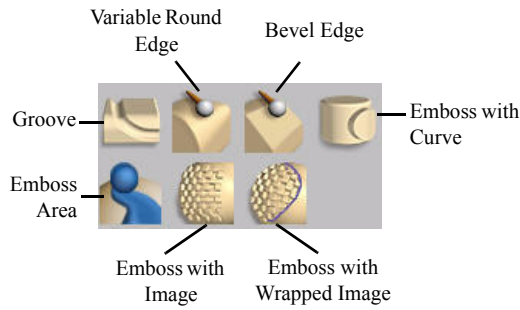 Variable Round
Edge
Bevel Edge
Groove
Emboss with
Curve
Emboss
Area
Emboss with
Image
Emboss with
Wrapped Image